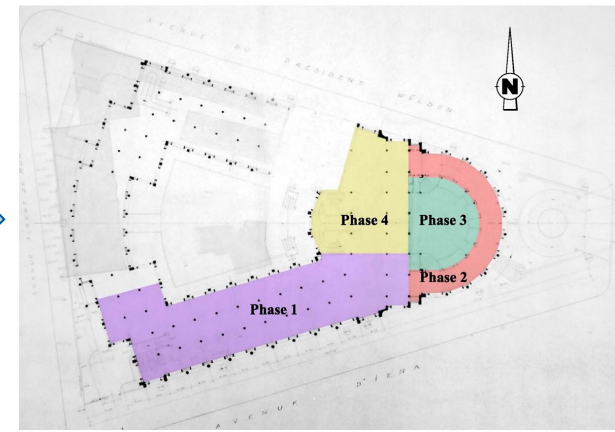 AVENUE DU PRESIDENT WILSON
N
Phase 4
Phase 3
Phase 2
Phase 1
AVENUE D'IENA